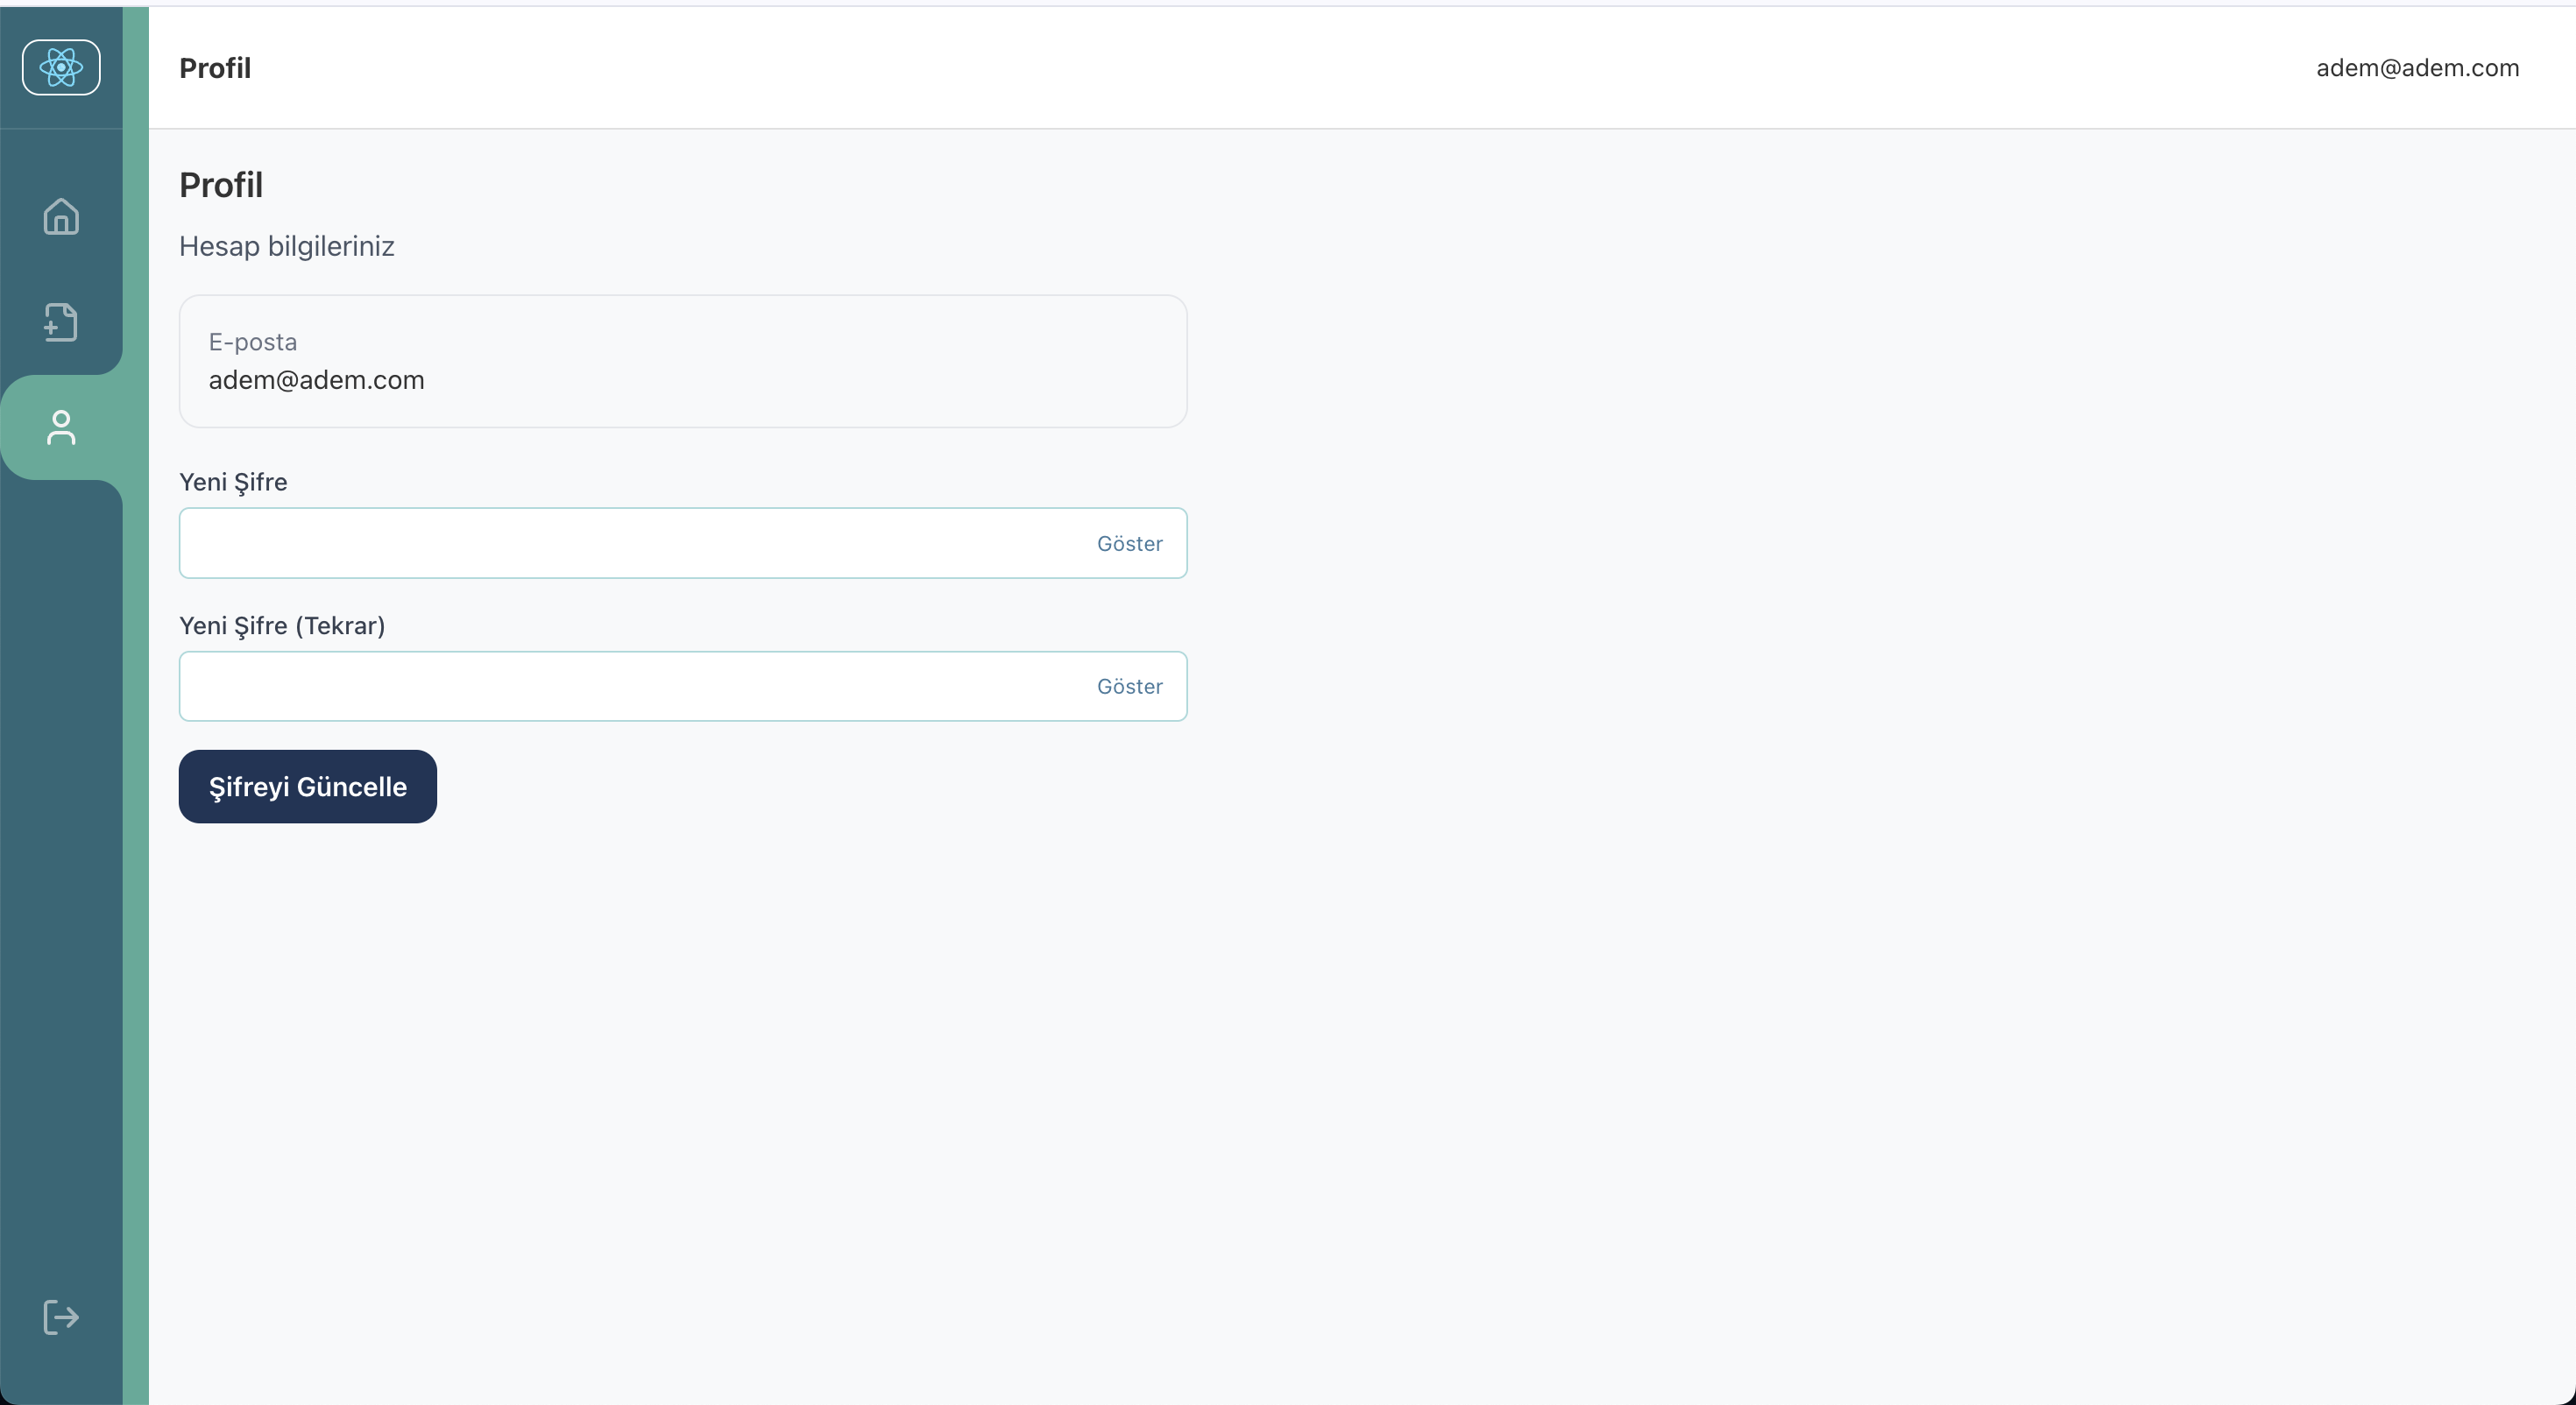 Profil
adem@adem.com
Profil
Hesap bilgileriniz
E-posta
adem@adem.com
Yeni Şifre
Göster
Yeni Şifre (Tekrar)
Göster
Şifreyi Güncelle